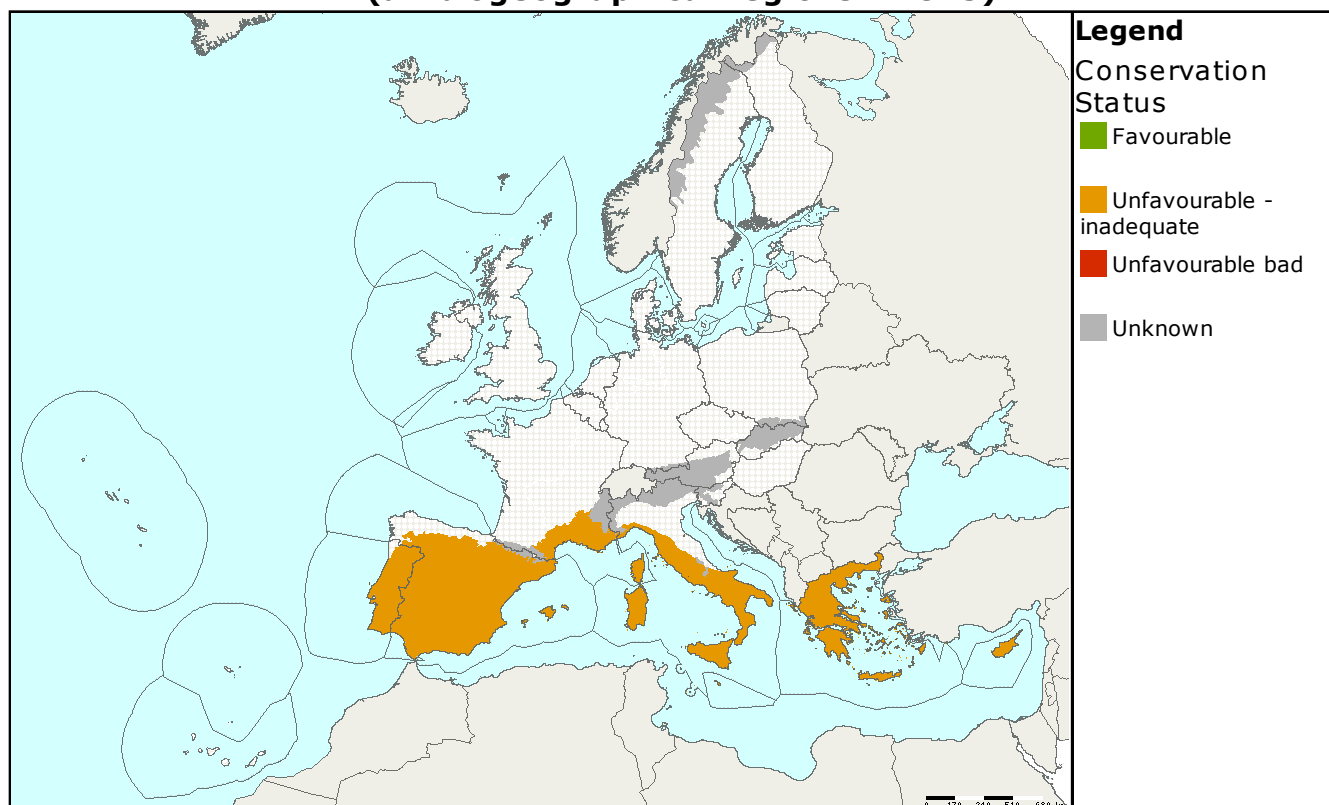 Legend
Conservation
Status
Favourable
Unfavourable -
inadequate
Unfavourable bad
Unknown